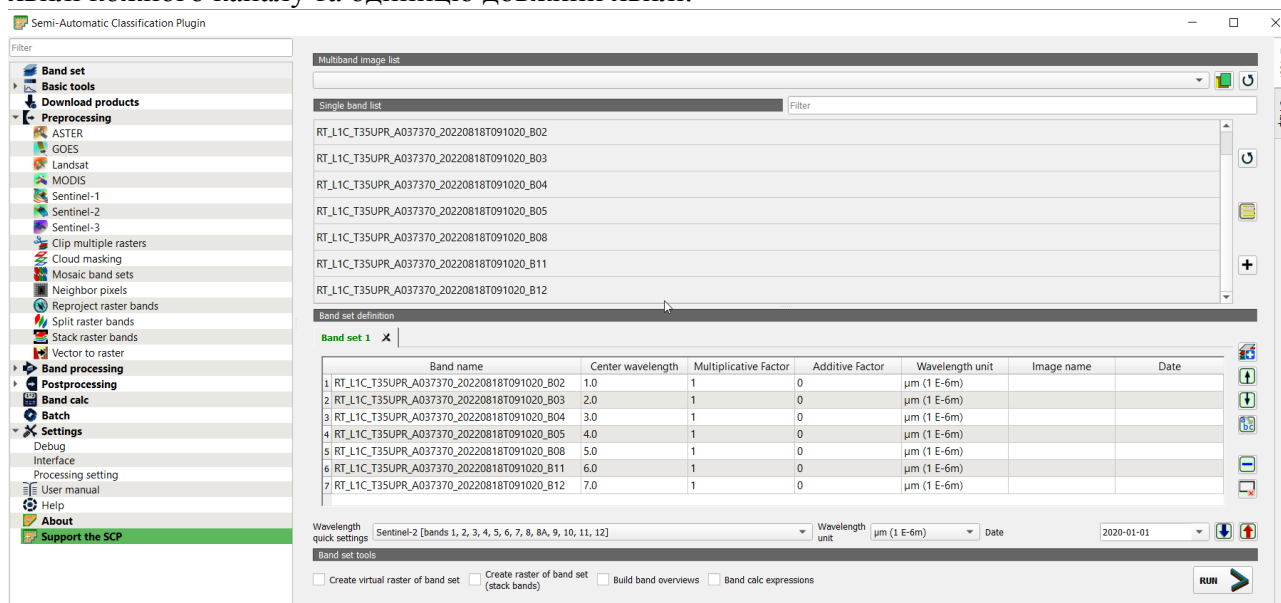 хвилі кожного каналу та одиницю довжини хвилі.
Semi-Automatic Classification Plugin
Filter
Band set
Basic tools
Download products
Preprocessing
ASTER
GOES
Landsat
MODIS
Sentinel-1
Sentinel-2
Sentinel-3
Clip multiple rasters
Cloud masking
Mosaic band sets
Neighbor pixels
Reproject raster bands
Split raster bands
Stack raster bands
Vector to raster
Band processing
Postprocessing
Band calc
Batch
Settings
Debug
Interface
Processing setting
User manual
Help
About
Support the SCP
Multiband image list
Single band list Filter
RT_L1C_T35UPR_A037370_20220818T091020_B02
RT_L1C_T35UPR_A037370_20220818T091020_B03
RT_L1C_T35UPR_A037370_20220818T091020_B04
RT_L1C_T35UPR_A037370_20220818T091020_B05
RT_L1C_T35UPR_A037370_20220818T091020_B08
RT_L1C_T35UPR_A037370_20220818T091020_B11
RT_L1C_T35UPR_A037370_20220818T091020_B12
Band set definition
Band set 1
Band name Center wavelength Multiplicative Factor Additive Factor Wavelength unit Image name Date
1 RT_L1C_T35UPR_A037370_20220818T091020_B02 1.0 1 0 µm (1 E-6m)
2 RT_L1C_T35UPR_A037370_20220818T091020_B03 2.0 1 0 µm (1 E-6m)
3 RT_L1C_T35UPR_A037370_20220818T091020_B04 3.0 1 0 µm (1 E-6m)
4 RT_L1C_T35UPR_A037370_20220818T091020_B05 4.0 1 0 µm (1 E-6m)
5 RT_L1C_T35UPR_A037370_20220818T091020_B08 5.0 1 0 µm (1 E-6m)
6 RT_L1C_T35UPR_A037370_20220818T091020_B11 6.0 1 0 µm (1 E-6m)
7 RT_L1C_T35UPR_A037370_20220818T091020_B12 7.0 1 0 µm (1 E-6m)
Wavelength quick settings Sentinel-2 [bands 1, 2, 3, 4, 5, 6, 7, 8, 8A, 9, 10, 11, 12] Wavelength unit µm (1 E-6m) Date 2020-01-01
Band set tools
Create virtual raster of band set Create raster of band set (stack bands) Build band overviews Band calc expressions RUN